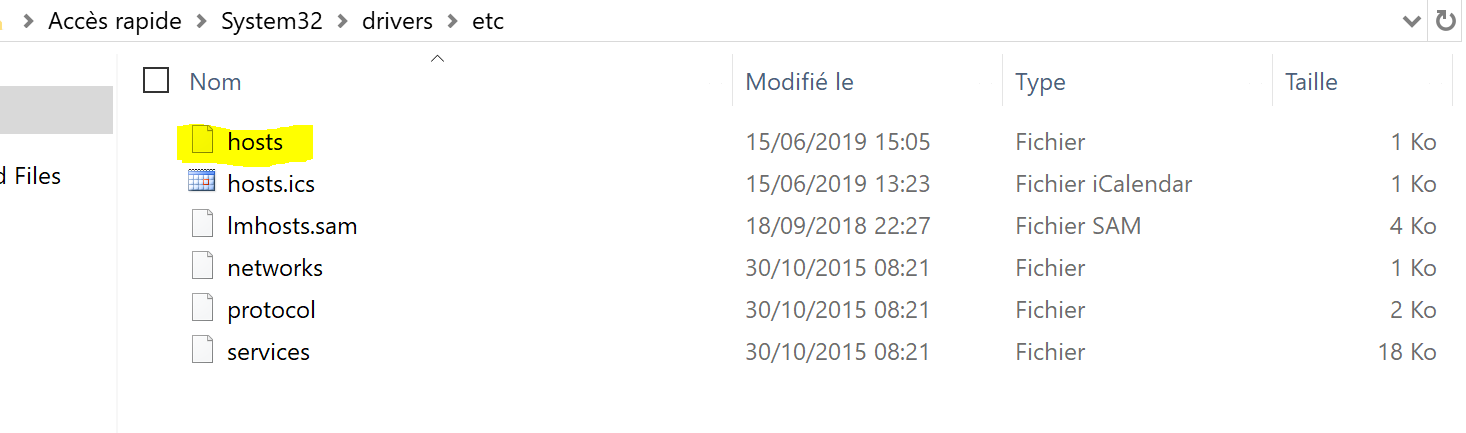 Accès rapide System32 drivers etc
Nom Modifié le Type Taille
hosts 15/06/2019 15:05 Fichier 1 Ko
d Files
hosts.ics 15/06/2019 13:23 Fichier iCalendar 1 Ko
lmhosts.sam 18/09/2018 22:27 Fichier SAM 4 Ko
networks 30/10/2015 08:21 Fichier 1 Ko
protocol 30/10/2015 08:21 Fichier 2 Ko
services 30/10/2015 08:21 Fichier 18 Ko